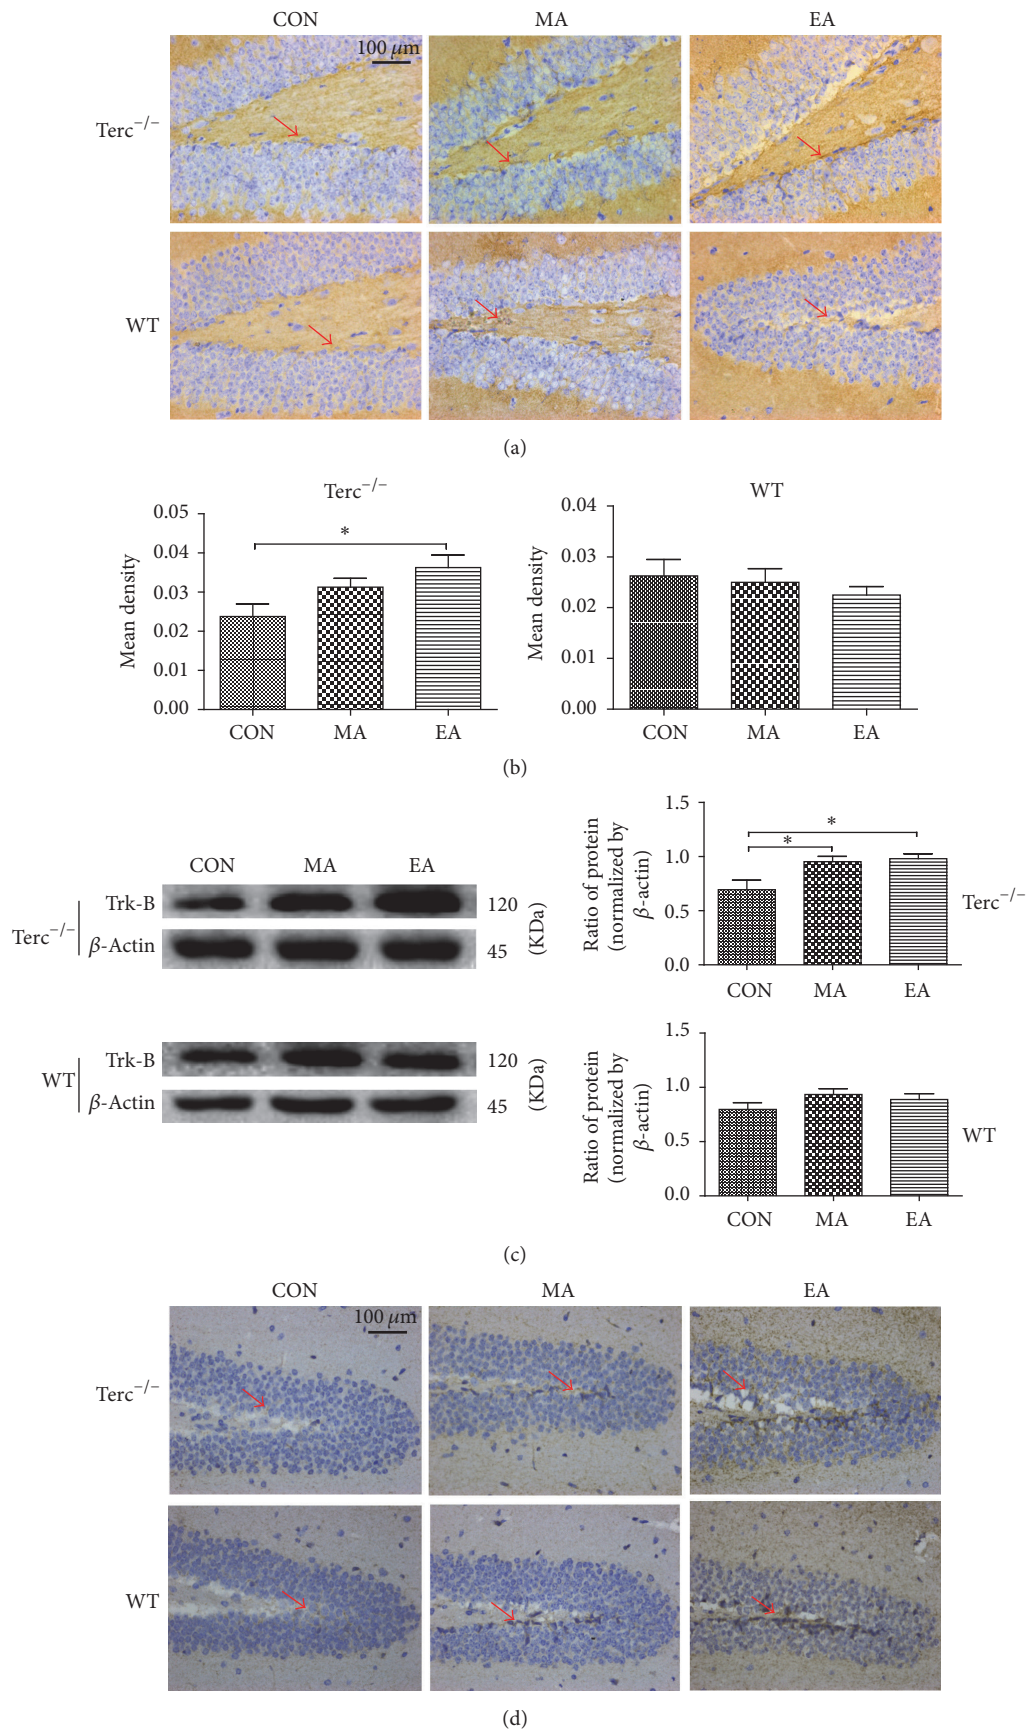 CON MA EA
100 μm
Terc−/−
WT
(a)
Terc−/−
WT
0.05
0.04
0.03
0.02
0.01
0.00
Mean density
*
CON MA EA
0.04
0.03
0.02
0.01
0.00
Mean density
CON MA EA
(b)
CON MA EA
Terc−/−
Trk-B
120
β-Actin
45
(KDa)
WT
Trk-B
120
β-Actin
45
(KDa)
Ratio of protein
(normalized by
β-actin)
1.5
1.0
0.5
0.0
*
*
CON MA EA
Terc−/−
Ratio of protein
(normalized by
β-actin)
1.5
1.0
0.5
0.0
CON MA EA
WT
(c)
CON MA EA
100 μm
Terc−/−
WT
(d)